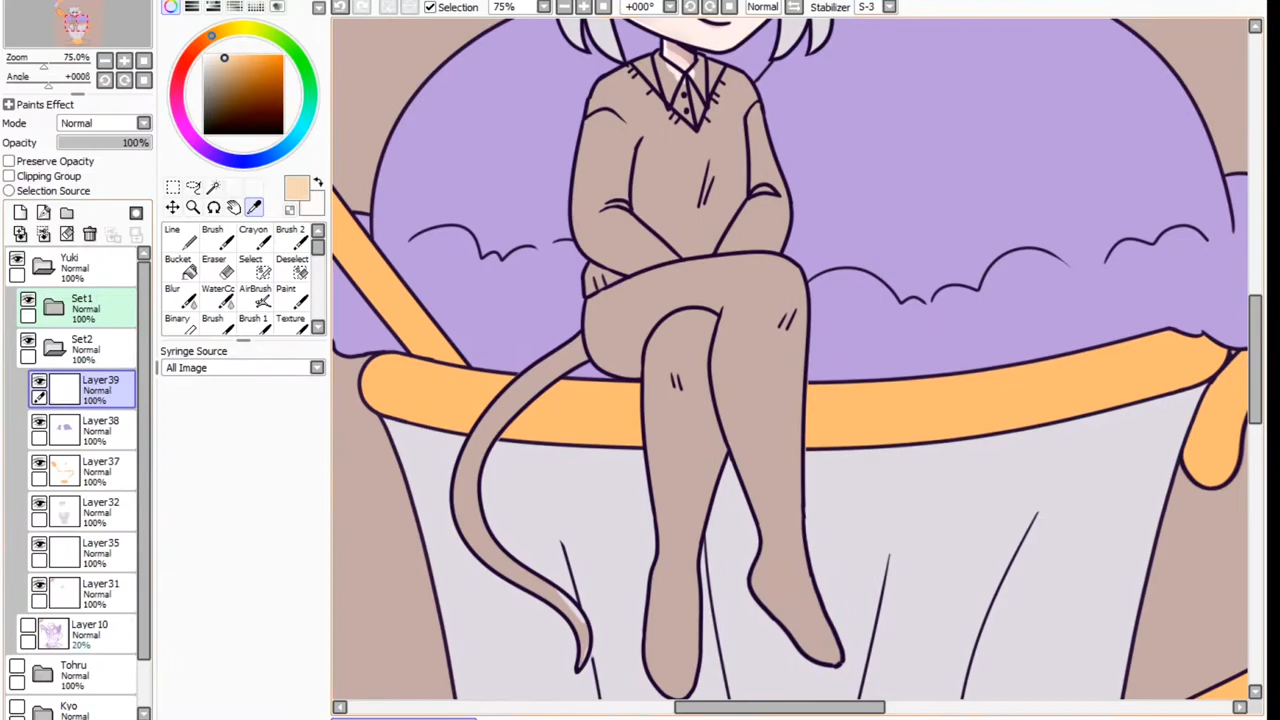 Selection 75% +000° Normal Stabilizer S-3
Zoom 75.0%
Angle +0008
Paints Effect
Mode Normal
Opacity 100%
Preserve Opacity
Clipping Group
Selection Source
Yuki
Normal
100%
Set1
Normal
100%
Set2
Normal
100%
Layer39
Normal
100%
Layer38
Normal
100%
Layer37
Normal
100%
Layer32
Normal
100%
Layer35
Normal
100%
Layer31
Normal
100%
Layer10
Normal
20%
Tohru
Normal
100%
Kyo
Normal
Line Brush Crayon Brush 2
Bucket Eraser Select Deselect
Blur WaterCc AirBrush Paint
Binary Brush Brush 1 Texture
Syringe Source
All Image